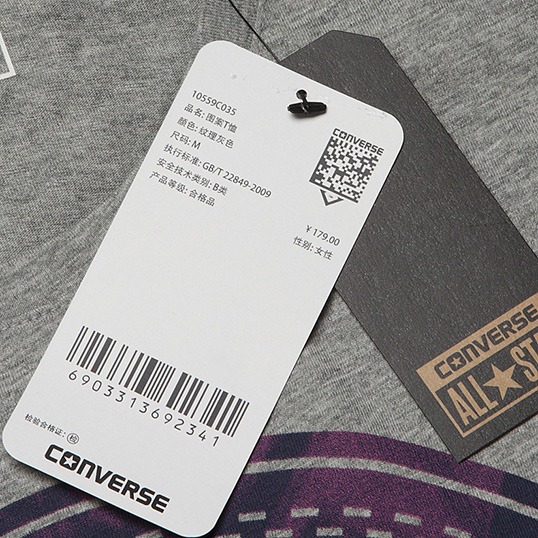 10559C035
品名: 图案T恤
颜色: 纹理灰色
尺码: M
执行标准: GB/T 22849-2009
安全技术类别: B类
产品等级: 合格品
CONVERSE
¥ 179.00
性别: 女性
6903313692341
检验合格证: 检
CONVERSE
CONVERSE
ALL★ST